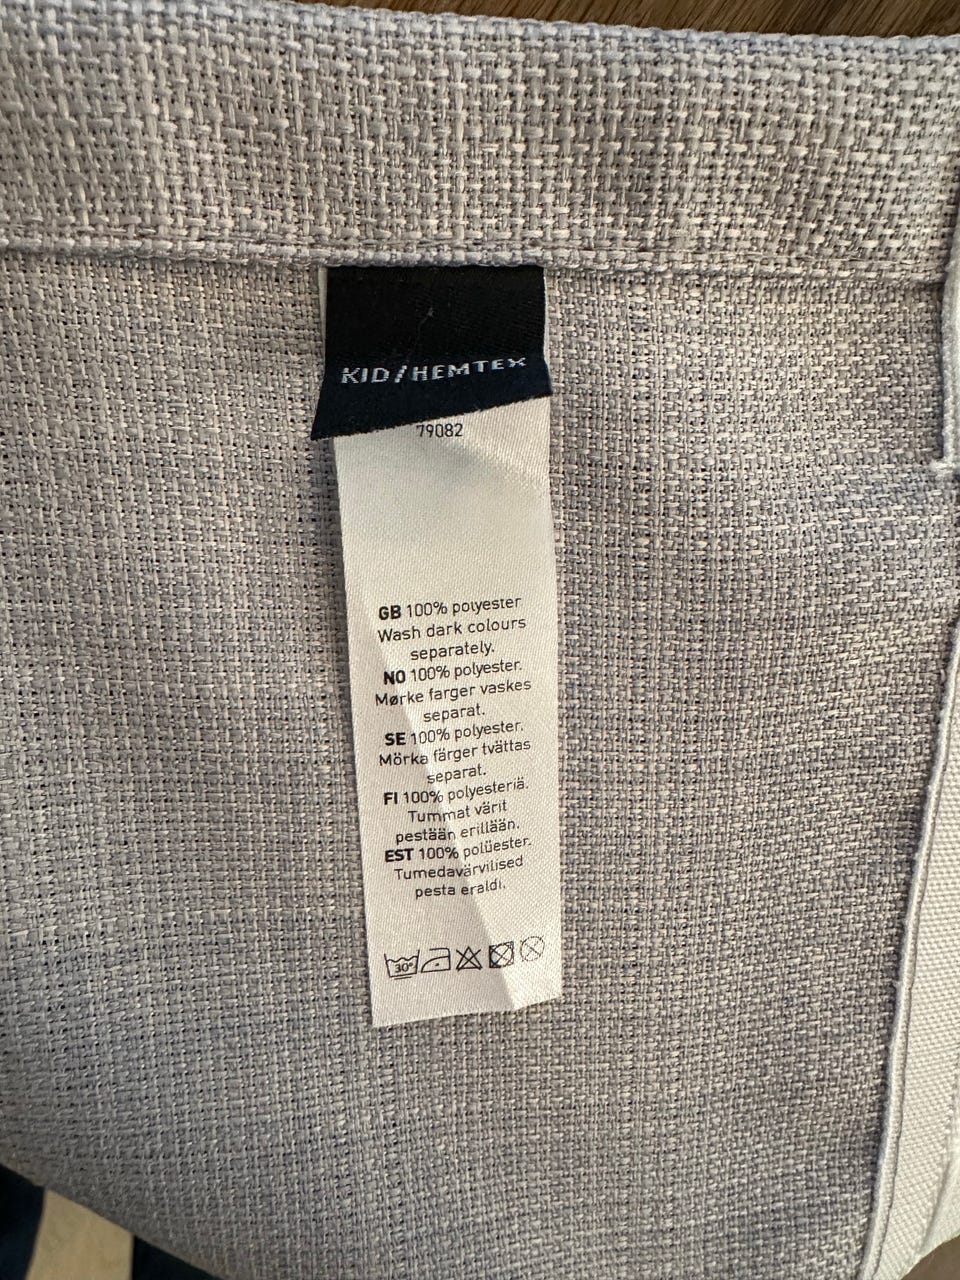 KID/HEMTEX
79082
GB 100% polyester
Wash dark colours
separately.
NO 100% polyester.
Mørke farger vaskes
separat.
SE 100% polyester.
Mörka färger tvättas
separat.
FI 100% polyesteriä.
Tummat värit
pestään erillään.
EST 100% polüester.
Tumedavärvilised
pesta eraldi.
30°